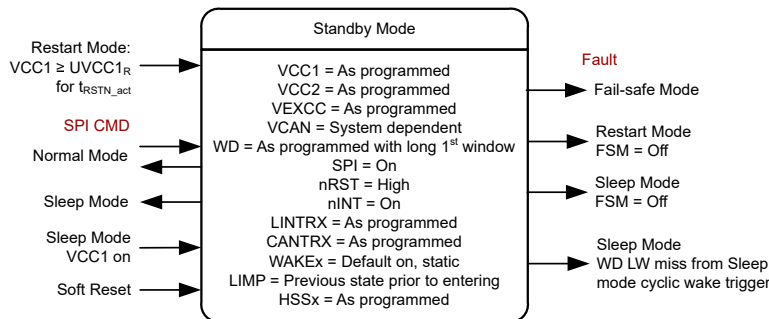 Standby Mode
Restart Mode:
VCC1 ≥ UVCC1R
for tRSTN_act
SPI CMD
Normal Mode
Sleep Mode
Sleep Mode
VCC1 on
Soft Reset
VCC1 = As programmed
VCC2 = As programmed
VEXCC = As programmed
VCAN = System dependent
WD = As programmed with long 1st window
SPI = On
nRST = High
nINT = On
LINTRX = As programmed
CANTRX = As programmed
WAKEx = Default on, static
LIMP = Previous state prior to entering
HSSx = As programmed
Fault
Fail-safe Mode
Restart Mode
FSM = Off
Sleep Mode
FSM = Off
Sleep Mode
WD LW miss from Sleep
mode cyclic wake trigger